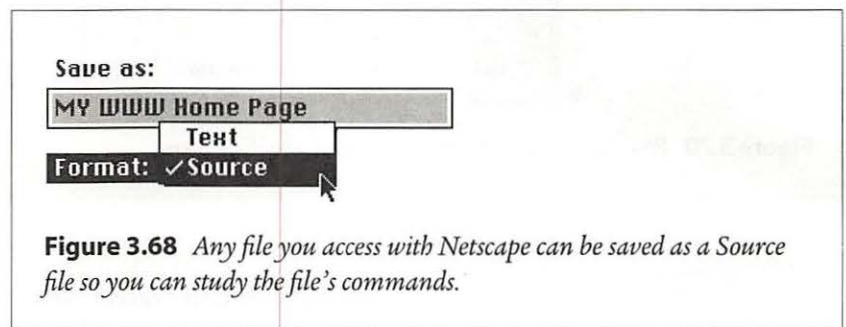 Save as:
MY WWW Home Page
Text
Format: ✓Source
Figure 3.68 Any file you access with Netscape can be saved as a Source
file so you can study the file's commands.